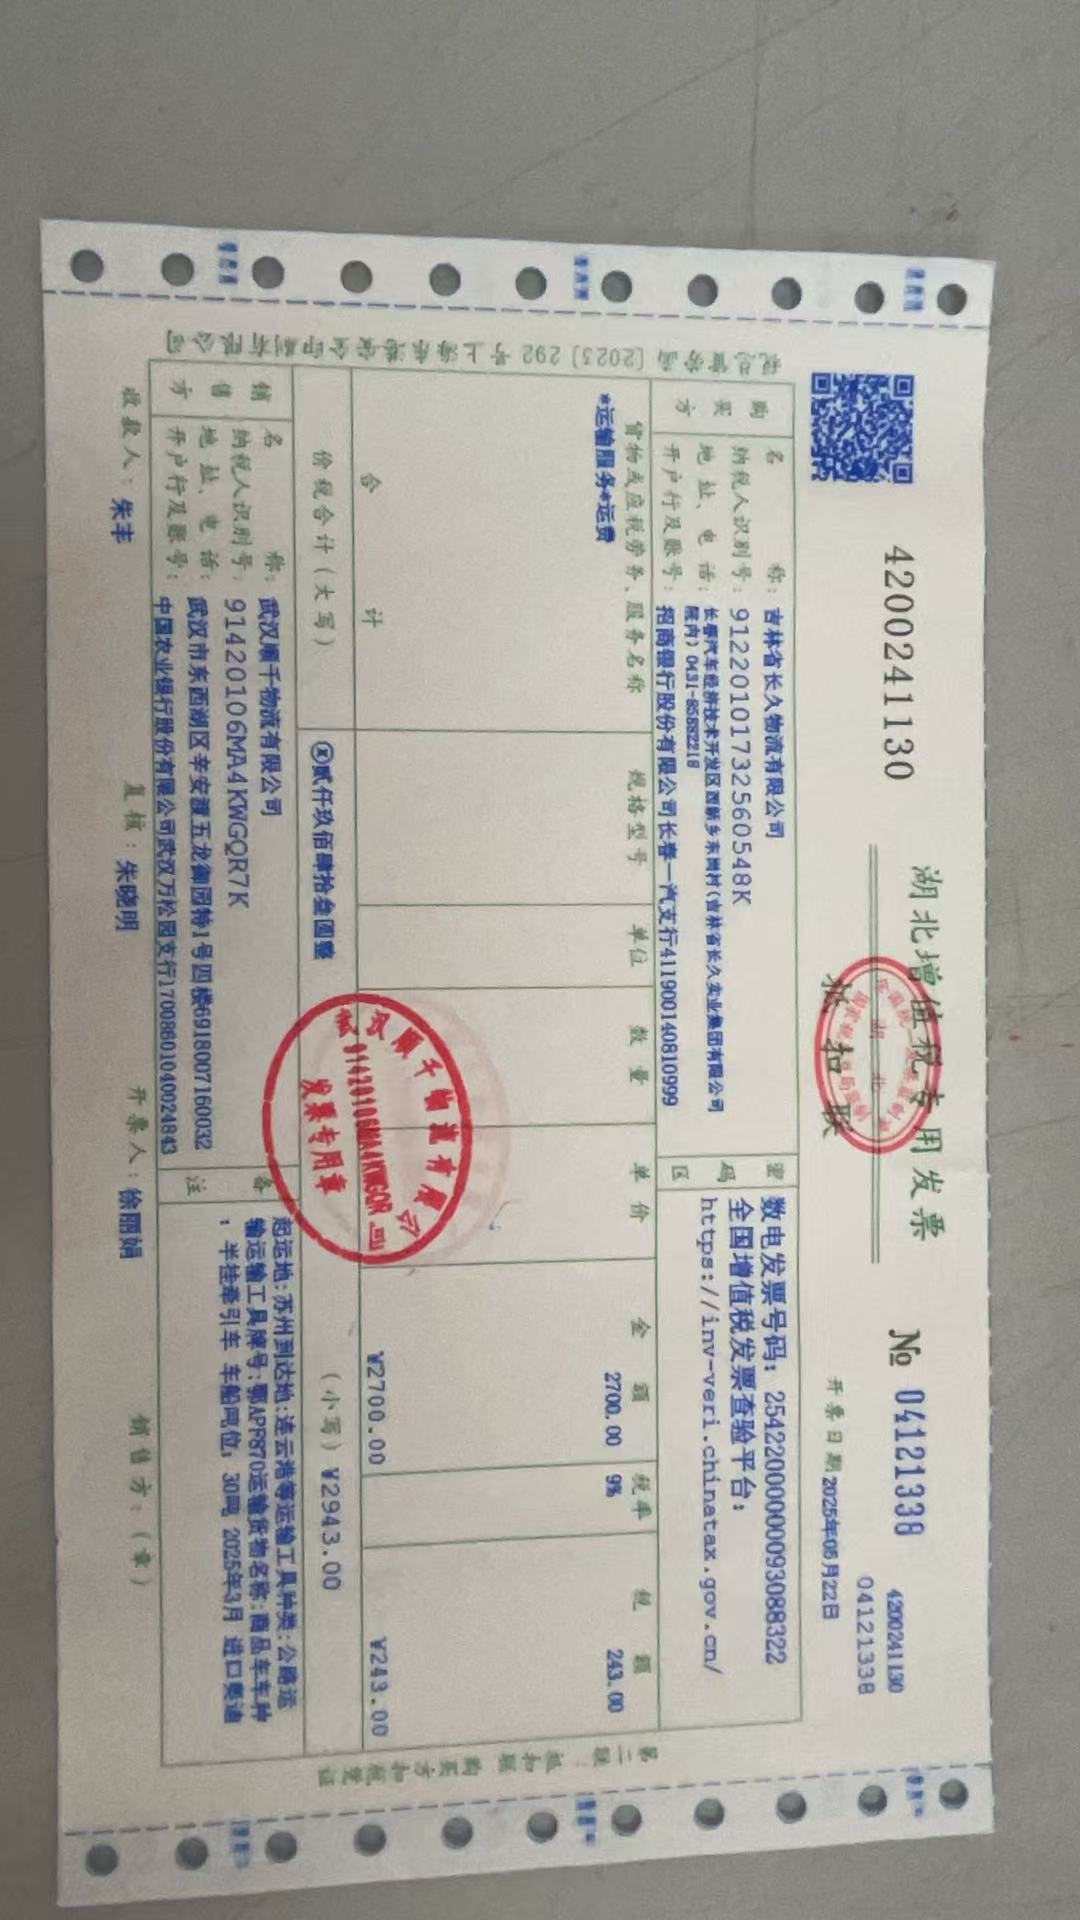 4200241130
湖北增值税专用发票
抵扣联
№ 04121338
4200241130
04121338
开票日期 2025年05月22日
税总货劳函〔2023〕292号上海东港安全印刷有限公司
购买方
名称：吉林省长久物流有限公司
纳税人识别号：91220101732560548K
地址、电话：长春汽车经济技术开发区西新乡东岗村(吉林省长久实业集团有限公司
院内) 0431-85882218
开户行及账号：招商银行股份有限公司长春一汽支行411900140810999
密码区
数电发票号码：25422000000093088322
全国增值税发票查验平台：
https://inv-veri.chinatax.gov.cn/
货物或应税劳务、服务名称 规格型号 单位 数量 单价 金额 税率 税额
*运输服务*运费 2700.00 9% 243.00
合计 ¥2700.00 ¥243.00
价税合计（大写） ⊗贰仟玖佰肆拾叁圆整 （小写）¥2943.00
销售方
名称：武汉顺千物流有限公司
纳税人识别号：91420106MA4KWGQR7K
地址、电话：武汉市东西湖区辛安渡五龙御园特1号四楼6918007160032
开户行及账号：中国农业银行股份有限公司武汉万松园支行17008601040024843
备注
起运地:苏州到达地:连云港等运输工具种类:公路运
输运输工具牌号:鄂APP870运输货物名称:商品车车种
：半挂牵引车 车船吨位：30吨 2025年3月 进口奥迪
收款人：朱丰 复核：朱晓明 开票人：徐丽娟 销售方：（章）
第二联：抵扣联 购买方扣税凭证
发票专用章